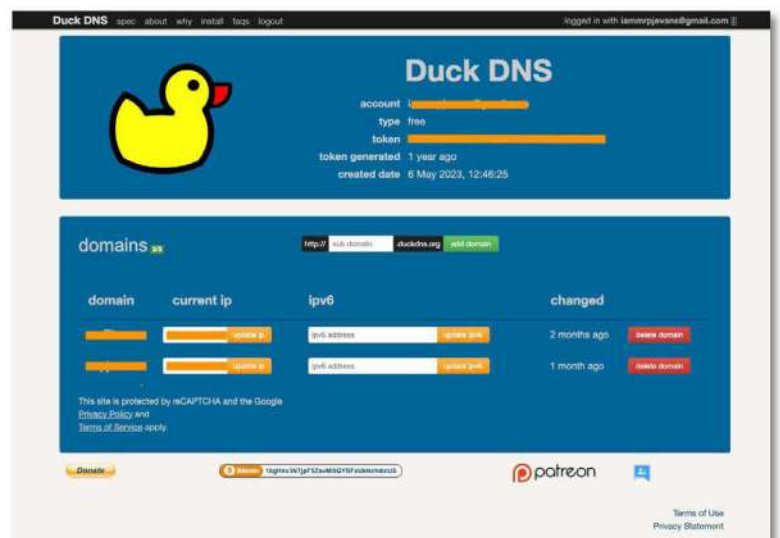 Duck DNS spec about why install faqs logout logged in with iammrpjevans@gmail.com
Duck DNS
account
type free
token
token generated 1 year ago
created date 6 May 2023, 12:46:25
domains
http:// sub domain .duckdns.org add domain
domain current ip ipv6 changed
update ip ipv6 address update ipv6 2 months ago delete domain
update ip ipv6 address update ipv6 1 month ago delete domain
This site is protected by reCAPTCHA and the Google
Privacy Policy and
Terms of Service apply.
Donate Bitcoin patreon
Terms of Use
Privacy Statement